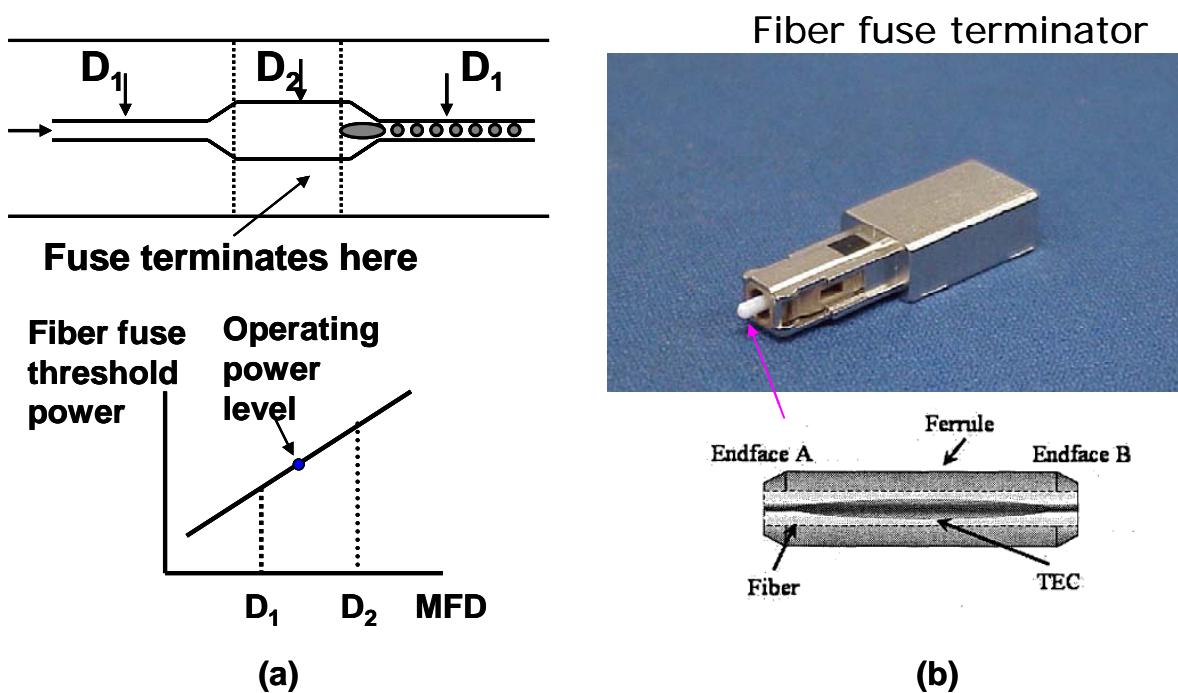 D₁
D₂
D₁
Fuse terminates here
Fiber fuse
threshold
power
Operating
power
level
D₁
D₂
MFD
(a)
Fiber fuse terminator
Ferrule
Endface A
Endface B
Fiber
TEC
(b)